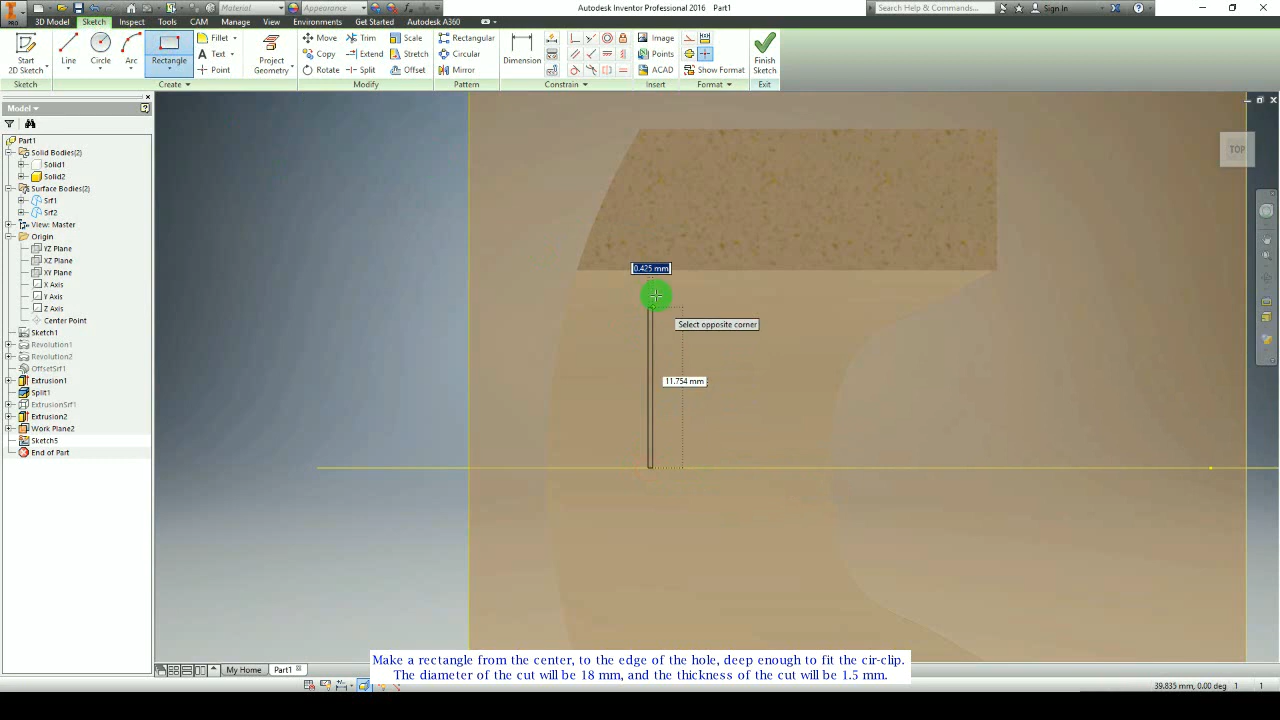 Material
Appearance
Autodesk Inventor Professional 2016 Part1
Search Help & Commands...
Sign In
PRO
3D Model
Sketch
Inspect
Tools
CAM
Manage
View
Environments
Get Started
Autodesk A360
Start
2D Sketch
Line
Circle
Arc
Rectangle
Fillet
Text
Point
Project
Geometry
Move
Trim
Scale
Copy
Extend
Stretch
Rotate
Split
Offset
Rectangular
Circular
Mirror
Dimension
Image
Points
ACAD
Show Format
Finish
Sketch
Sketch
Create
Modify
Pattern
Constrain
Insert
Format
Exit
Model
Part1
Solid Bodies(2)
Solid1
Solid2
Surface Bodies(2)
Srf1
Srf2
View: Master
Origin
YZ Plane
XZ Plane
XY Plane
X Axis
Y Axis
Z Axis
Center Point
Sketch1
Revolution1
Revolution2
OffsetSrf1
Extrusion1
Split1
ExtrusionSrf1
Extrusion2
Work Plane2
Sketch5
End of Part
TOP
0.425 mm
Select opposite corner
11.754 mm
My Home
Part1
Make a rectangle from the center, to the edge of the hole, deep enough to fit the cir-clip.
The diameter of the cut will be 18 mm, and the thickness of the cut will be 1.5 mm.
39.835 mm, 0.00 deg
1
1